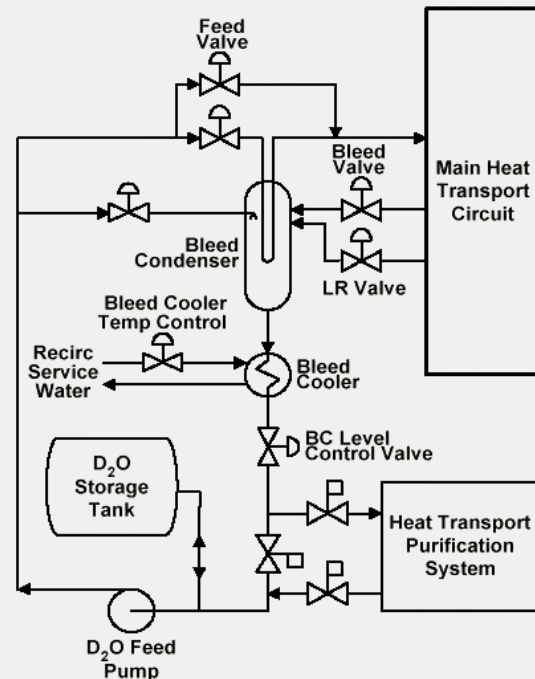 Feed
Valve
Bleed
Valve
Main Heat
Transport
Circuit
Bleed
Condenser
LR Valve
Bleed Cooler
Temp Control
Recirc
Service
Water
Bleed
Cooler
BC Level
Control Valve
D₂O
Storage
Tank
Heat Transport
Purification
System
D₂O Feed
Pump